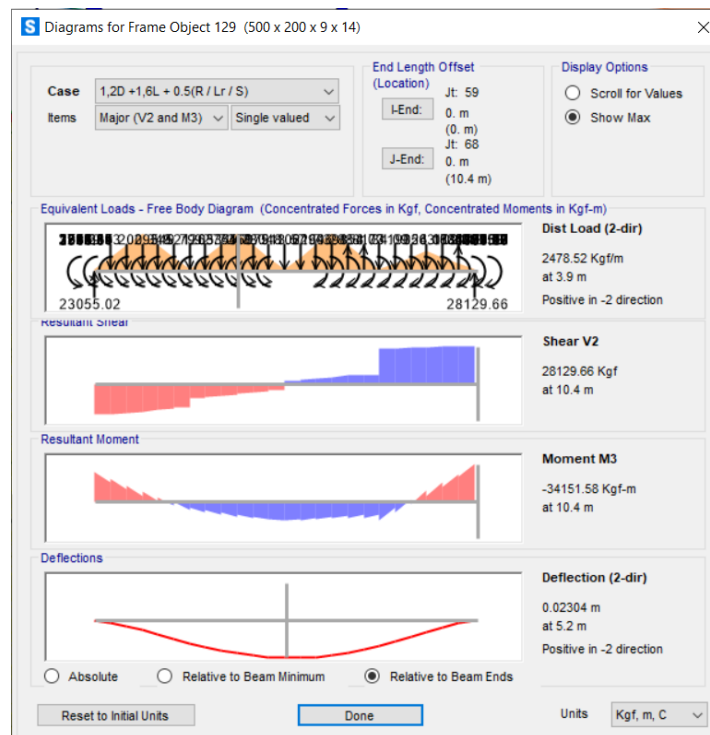 Diagrams for Frame Object 129 (500 x 200 x 9 x 14)
Case 1,2D +1,6L + 0.5(R / Lr / S)
Items Major (V2 and M3) Single valued
End Length Offset
(Location)
Jt: 59
I-End: 0. m
(0. m)
Jt: 68
J-End: 0. m
(10.4 m)
Display Options
Scroll for Values
Show Max
Equivalent Loads - Free Body Diagram (Concentrated Forces in Kgf, Concentrated Moments in Kgf-m)
23055.02
28129.66
Dist Load (2-dir)
2478.52 Kgf/m
at 3.9 m
Positive in -2 direction
Resultant Shear
Shear V2
28129.66 Kgf
at 10.4 m
Resultant Moment
Moment M3
-34151.58 Kgf-m
at 10.4 m
Deflections
Deflection (2-dir)
0.02304 m
at 5.2 m
Positive in -2 direction
Absolute Relative to Beam Minimum Relative to Beam Ends
Reset to Initial Units Done Units Kgf, m, C